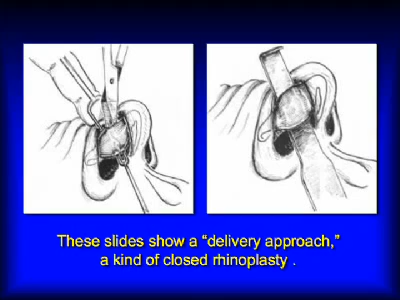 These slides show a “delivery approach,”
a kind of closed rhinoplasty .